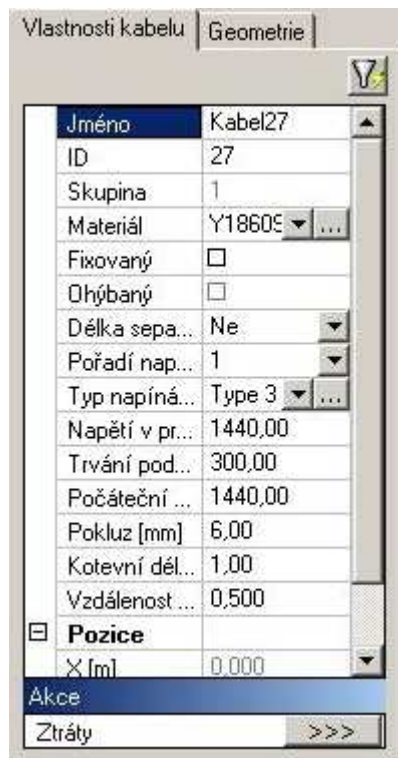 Vlastnosti kabelu Geometrie
Jméno Kabel27
ID 27
Skupina 1
Materiál Y1860S ...
Fixovaný
Ohýbaný
Délka sepa... Ne
Pořadí nap... 1
Typ napíná... Type 3 ...
Napětí v pr... 1440,00
Trvání pod... 300,00
Počáteční ... 1440,00
Pokluz [mm] 6,00
Kotevní dél... 1,00
Vzdálenost ... 0,500
Pozice
X [m] 0,000
Akce
Ztráty >>>